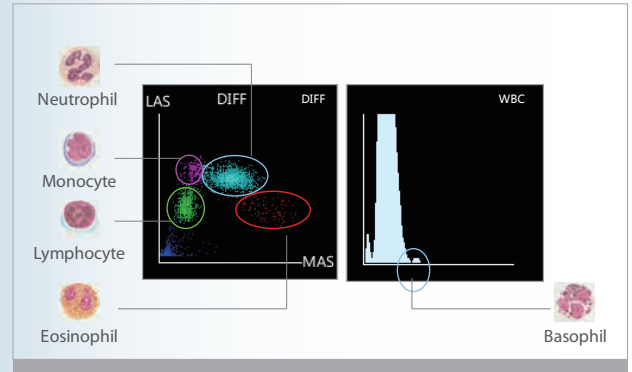 Neutrophil
LAS
DIFF
DIFF
WBC
Monocyte
Lymphocyte
MAS
Eosinophil
Basophil